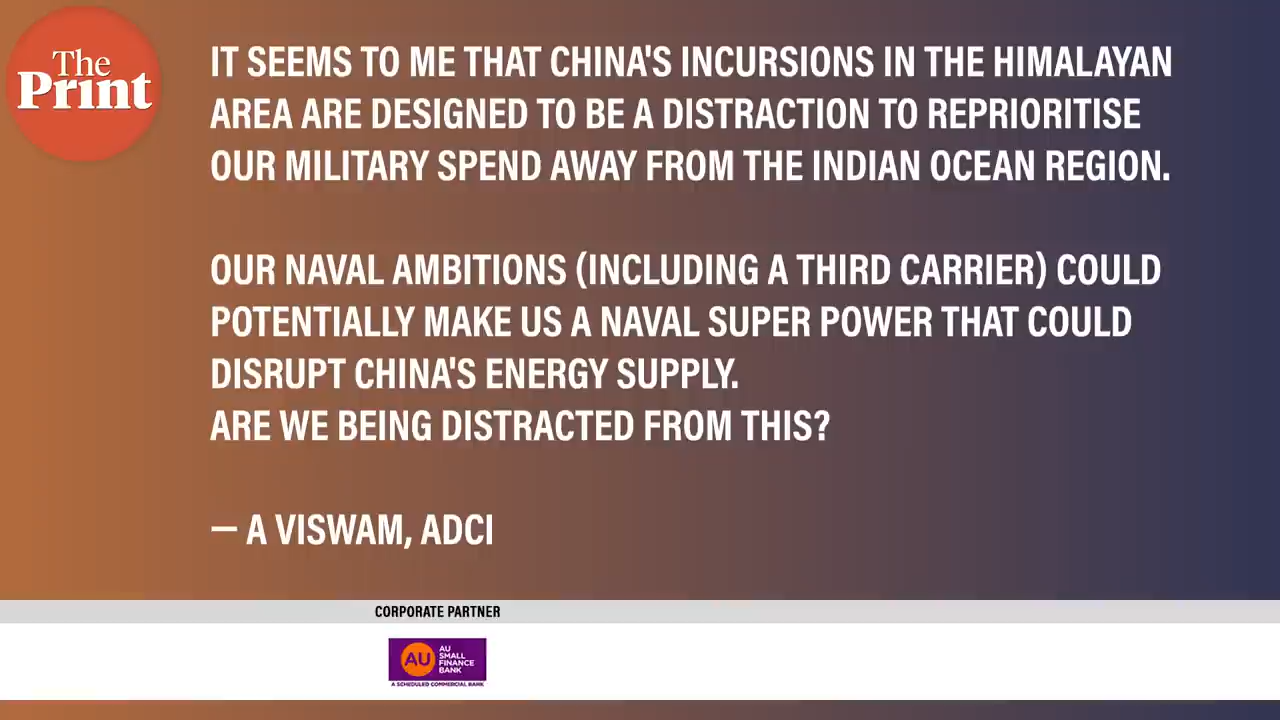 The
Print
IT SEEMS TO ME THAT CHINA'S INCURSIONS IN THE HIMALAYAN
AREA ARE DESIGNED TO BE A DISTRACTION TO REPRIORITISE
OUR MILITARY SPEND AWAY FROM THE INDIAN OCEAN REGION.
OUR NAVAL AMBITIONS (INCLUDING A THIRD CARRIER) COULD
POTENTIALLY MAKE US A NAVAL SUPER POWER THAT COULD
DISRUPT CHINA'S ENERGY SUPPLY.
ARE WE BEING DISTRACTED FROM THIS?
– A VISWAM, ADCI
CORPORATE PARTNER
AU
AU
SMALL
FINANCE
BANK
A SCHEDULED COMMERCIAL BANK